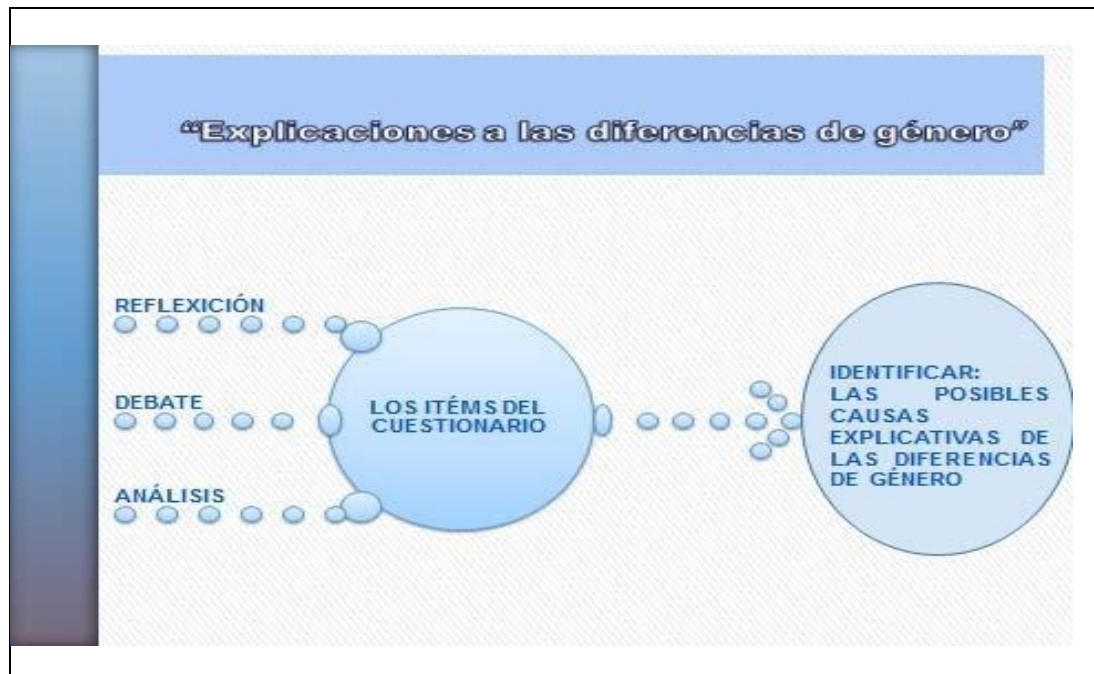 “Explicaciones a las diferencias de género”
REFLEXICIÓN
DEBATE
ANÁLISIS
LOS ITÉMS DEL
CUESTIONARIO
IDENTIFICAR:
LAS POSIBLES
CAUSAS
EXPLICATIVAS DE
LAS DIFERENCIAS
DE GÉNERO